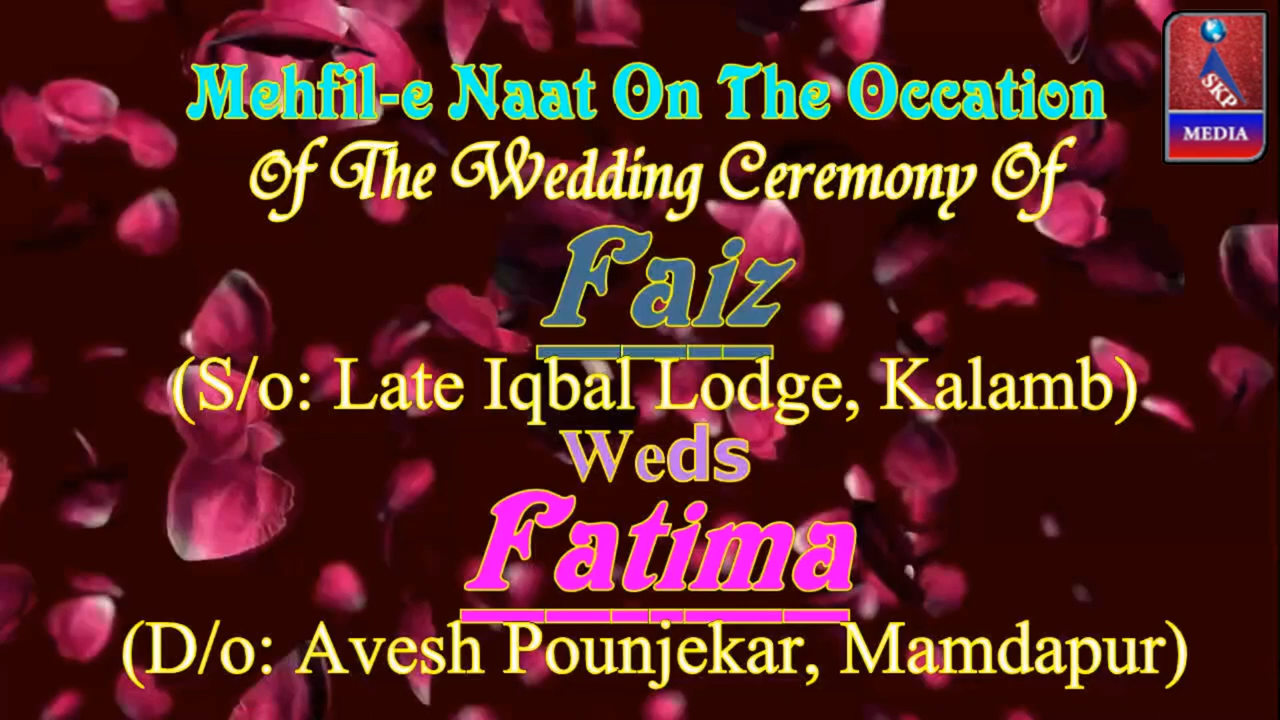 Mehfil-e Naat On The Occation
Of The Wedding Ceremony Of
Faiz
(S/o: Late Iqbal Lodge, Kalamb)
Weds
Fatima
(D/o: Avesh Pounjekar, Mamdapur)
SKP
MEDIA